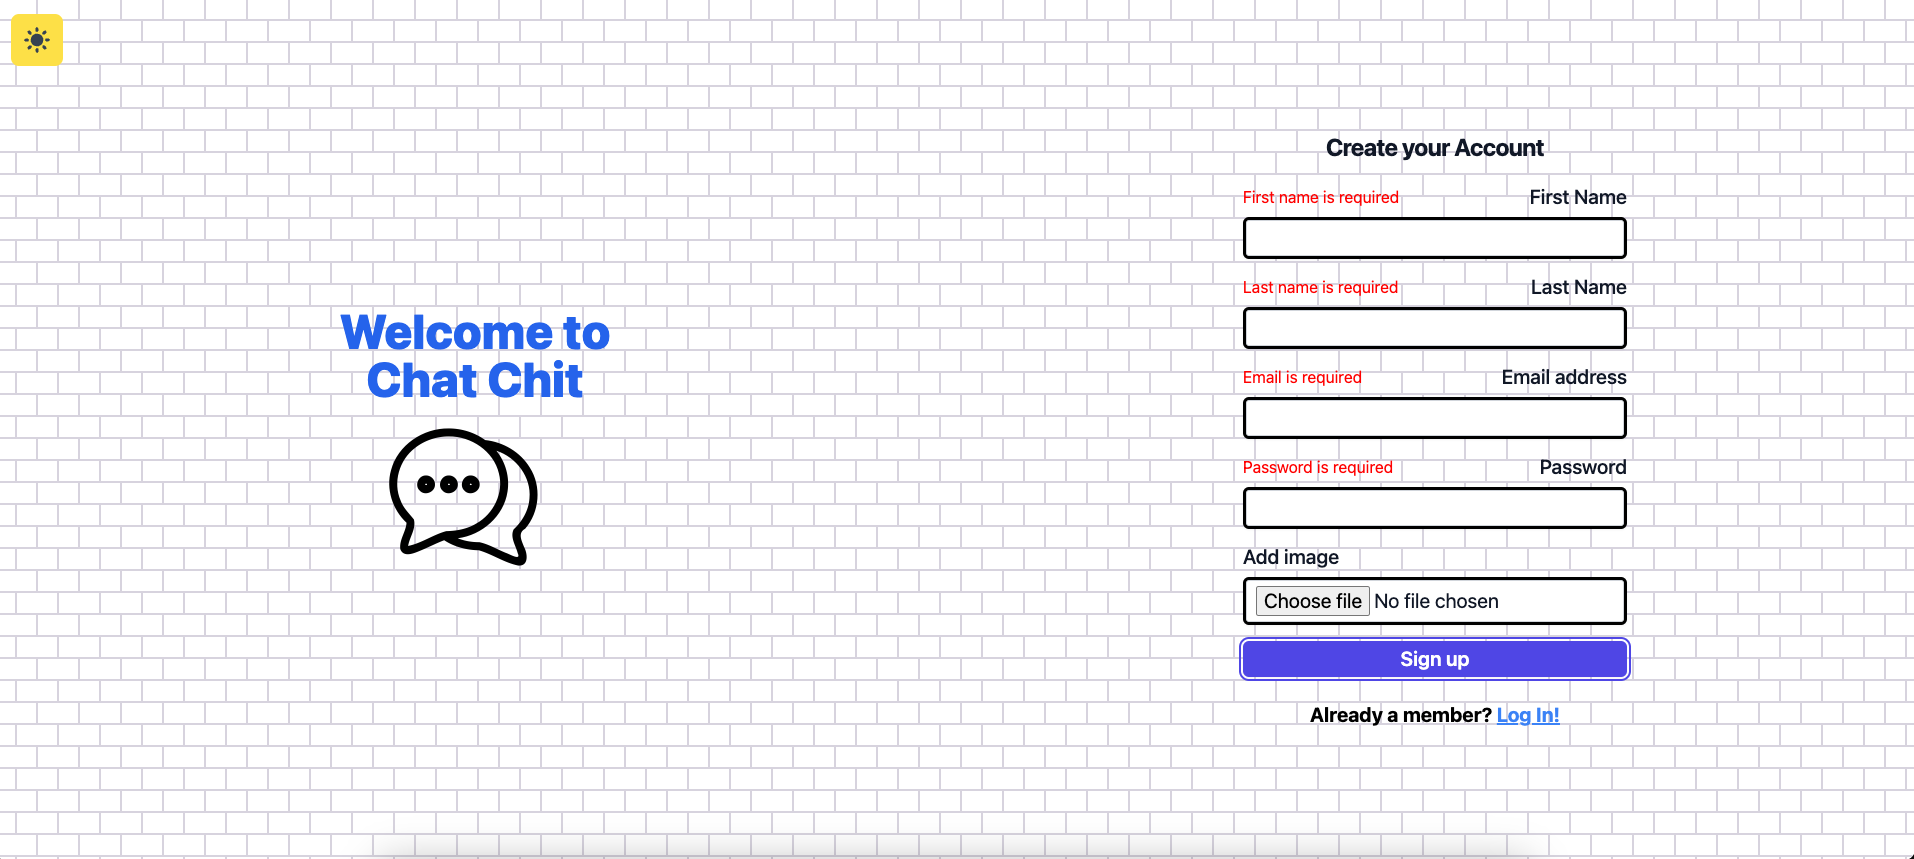 Welcome to
Chat Chit
Create your Account
First name is required First Name
Last name is required Last Name
Email is required Email address
Password is required Password
Add image
Choose file No file chosen
Sign up
Already a member? Log In!